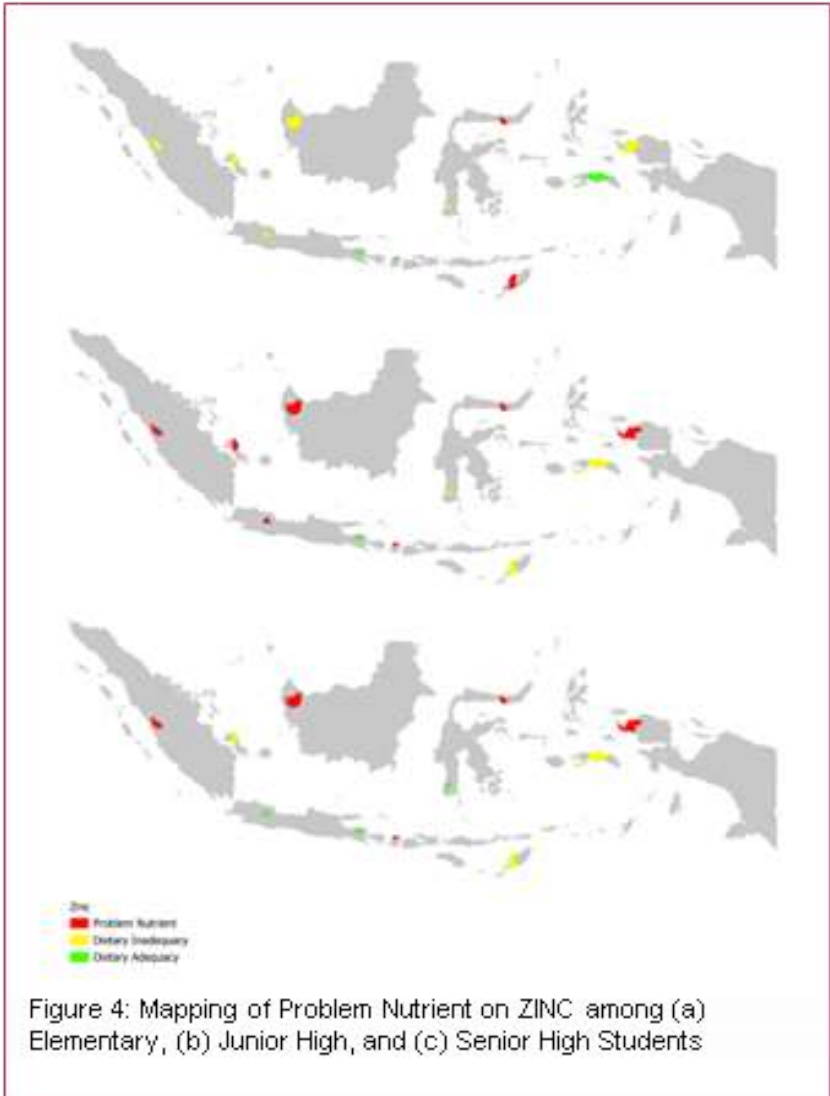 Zinc
Problem Nutrient
Dietary Inadequacy
Dietary Adequacy
Figure 4: Mapping of Problem Nutrient on ZINC among (a)
Elementary, (b) Junior High, and (c) Senior High Students